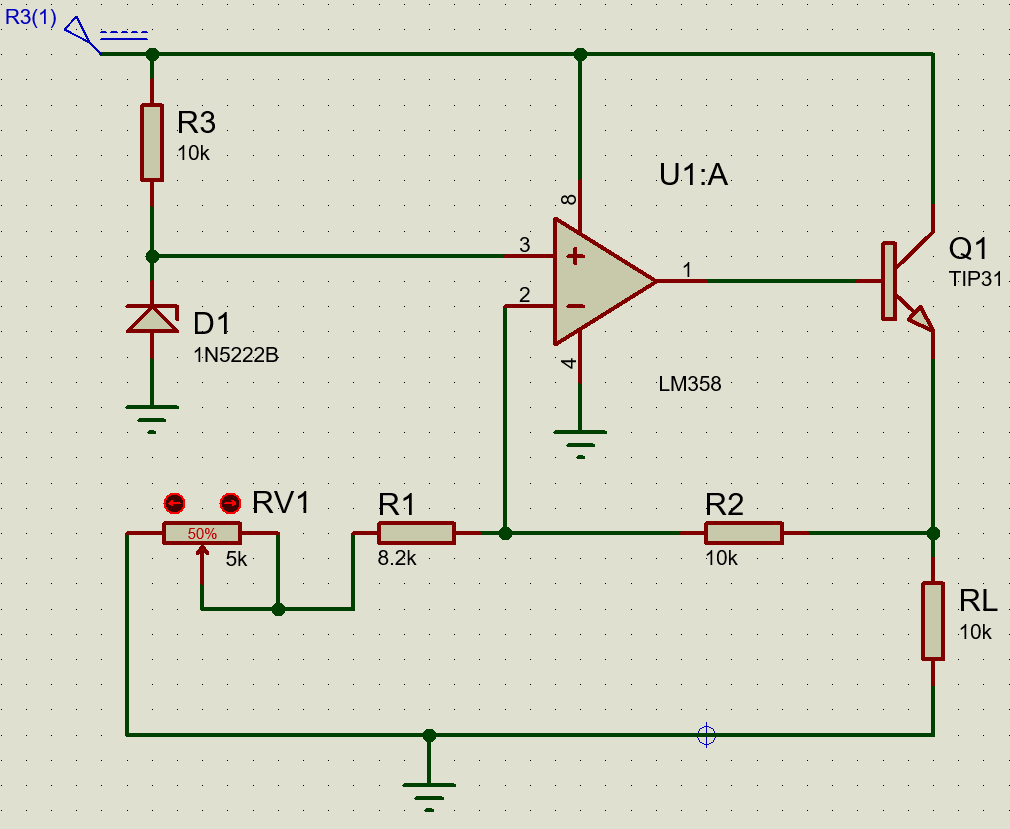 R3(1)
R3
10k
U1:A
8
3
2
1
4
+
−
LM358
Q1
TIP31
D1
1N5222B
RV1
50%
5k
R1
8.2k
R2
10k
RL
10k